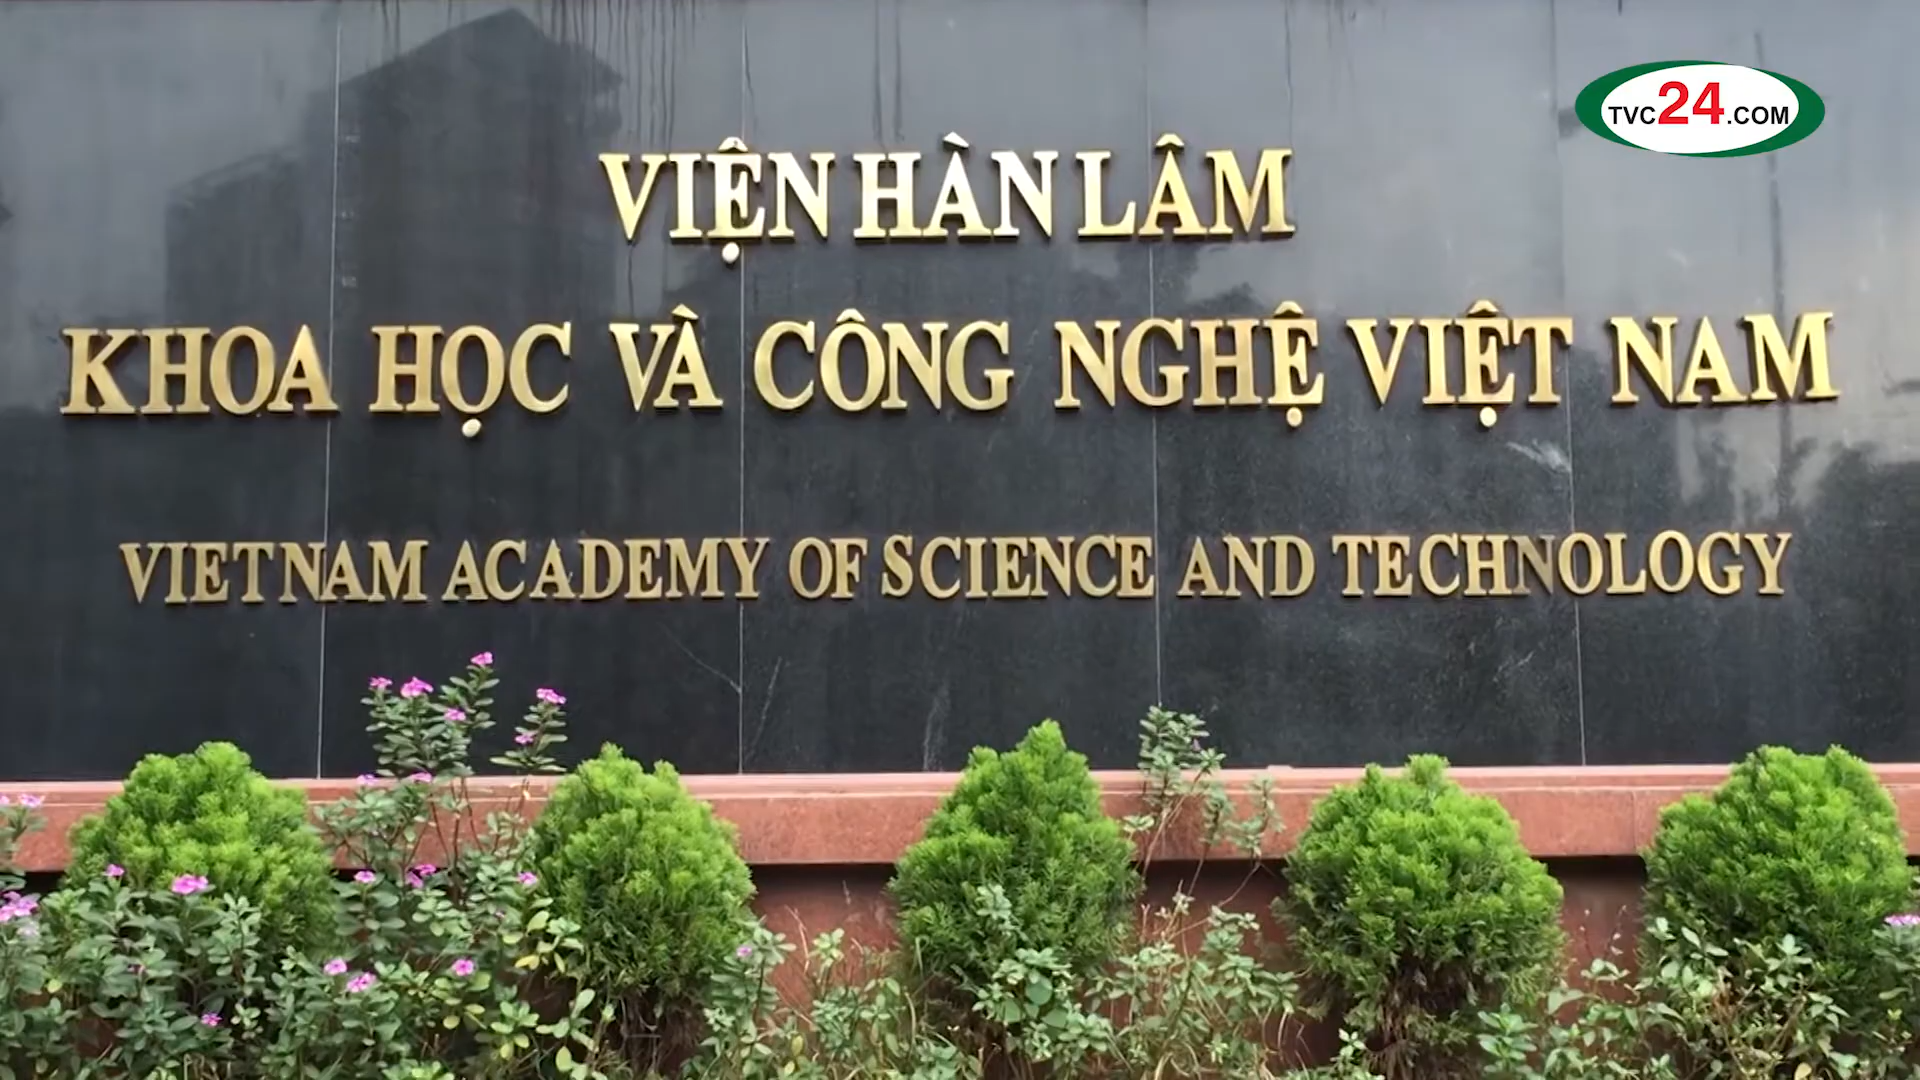 TVC24.COM
VIỆN HÀN LÂM
KHOA HỌC VÀ CÔNG NGHỆ VIỆT NAM
VIETNAM ACADEMY OF SCIENCE AND TECHNOLOGY